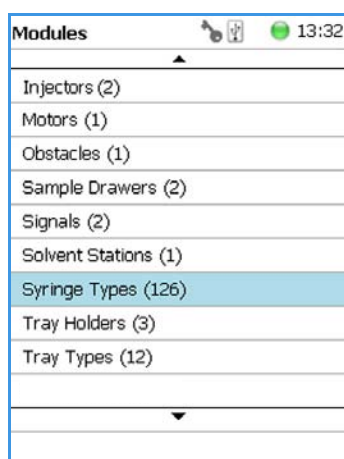 Modules 13:32
Injectors (2)
Motors (1)
Obstacles (1)
Sample Drawers (2)
Signals (2)
Solvent Stations (1)
Syringe Types (126)
Tray Holders (3)
Tray Types (12)